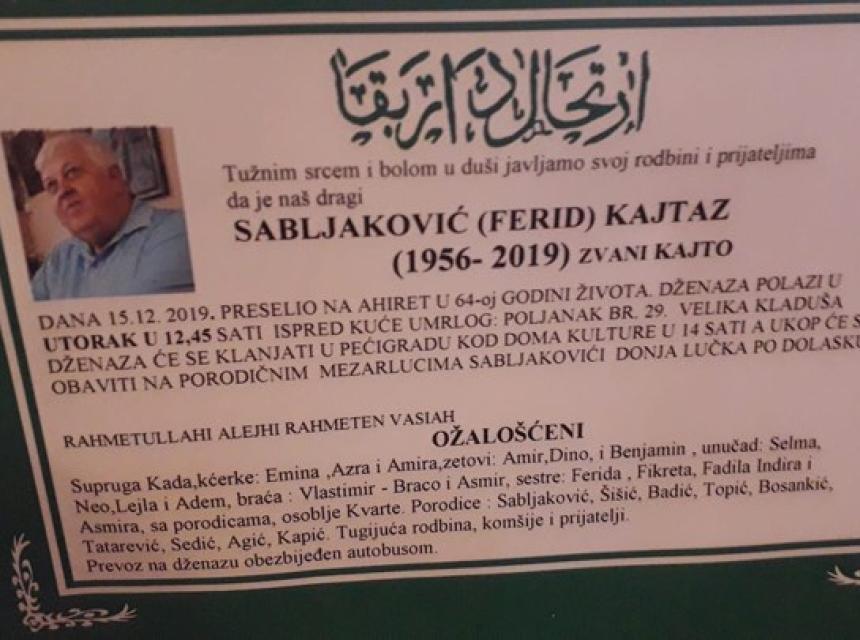 ارتحال دار بقا
Tužnim srcem i bolom u duši javljamo svoj rodbini i prijateljima
da je naš dragi
SABLJAKOVIĆ (FERID) KAJTAZ
(1956- 2019) ZVANI KAJTO
DANA 15.12. 2019. PRESELIO NA AHIRET U 64-oj GODINI ŽIVOTA. DŽENAZA POLAZI U
UTORAK U 12,45 SATI ISPRED KUĆE UMRLOG: POLJANAK BR. 29. VELIKA KLADUŠA
DŽENAZA ĆE SE KLANJATI U PEĆIGRADU KOD DOMA KULTURE U 14 SATI A UKOP ĆE S
OBAVITI NA PORODIČNIM MEZARLUCIMA SABLJAKOVIĆI DONJA LUČKA PO DOLASKU
RAHMETULLAHI ALEJHI RAHMETEN VASIAH
OŽALOŠĆENI
Supruga Kada,kćerke: Emina ,Azra i Amira,zetovi: Amir,Dino, i Benjamin , unučad: Selma,
Neo,Lejla i Adem, braća : Vlastimir - Braco i Asmir, sestre: Ferida , Fikreta, Fadila Indira i
Asmira, sa porodicama, osoblje Kvarte. Porodice : Sabljaković, Šišić, Badić, Topić, Bosankić,
Tatarević, Sedić, Agić, Kapić. Tugijuća rodbina, komšije i prijatelji.
Prevoz na dženazu obezbijeđen autobusom.